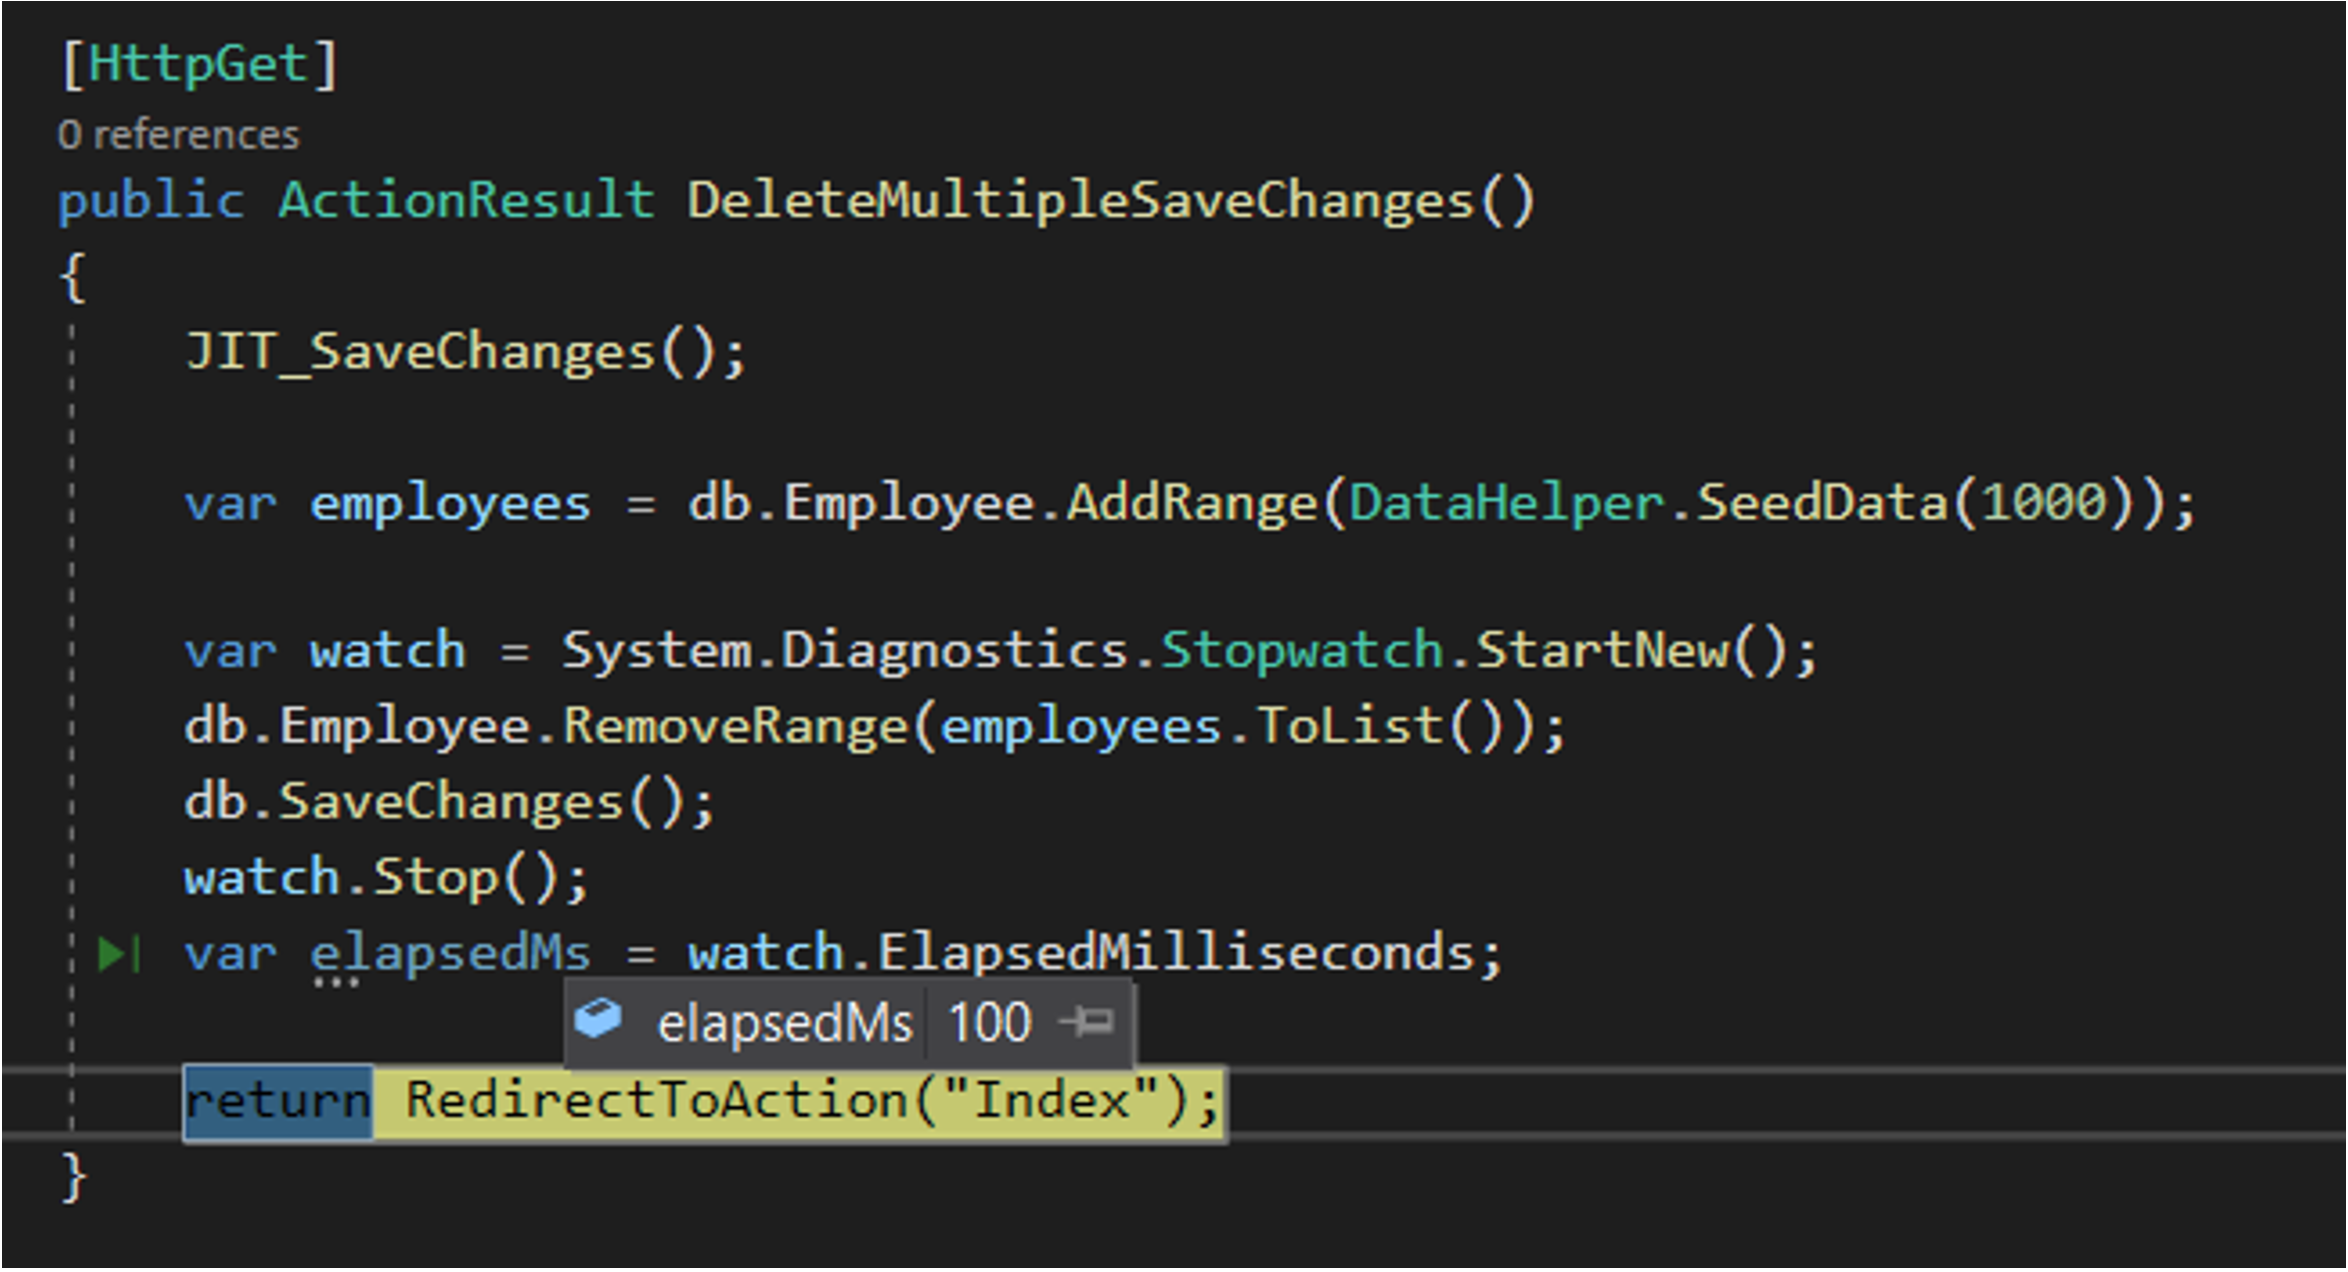 [HttpGet]
0 references
public ActionResult DeleteMultipleSaveChanges()
{
JIT_SaveChanges();
var employees = db.Employee.AddRange(DataHelper.SeedData(1000));
var watch = System.Diagnostics.Stopwatch.StartNew();
db.Employee.RemoveRange(employees.ToList());
db.SaveChanges();
watch.Stop();
var elapsedMs = watch.ElapsedMilliseconds;
elapsedMs 100
return RedirectToAction("Index");
}